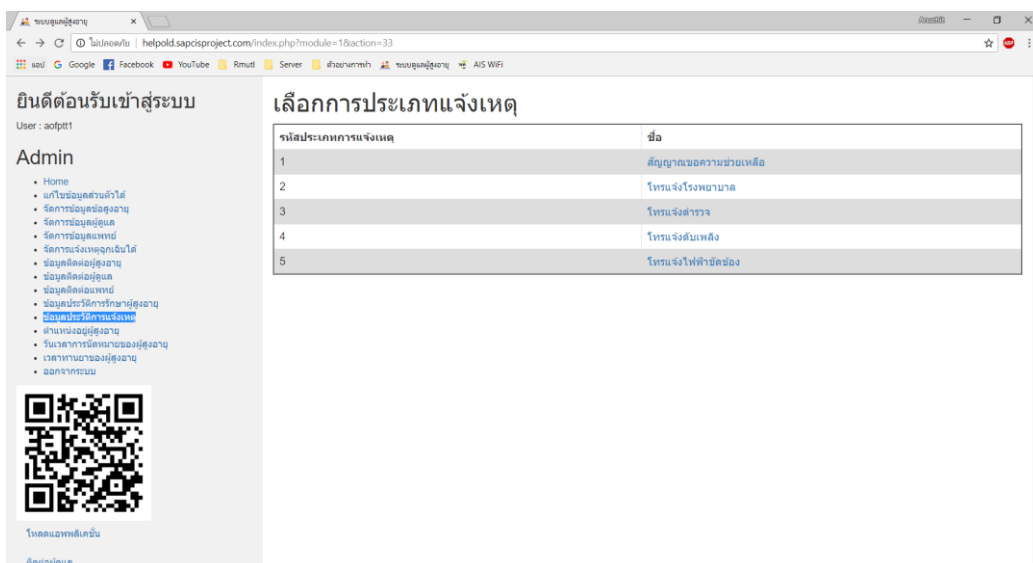 ระบบดูแลผู้สูงอายุ
ไม่ปลอดภัย | helpold.sapcisproject.com/index.php?module=1&action=33
แอป Google Facebook YouTube Rmutl Server ระบบดูแลผู้สูงอายุ AIS WiFi
ยินดีต้อนรับเข้าสู่ระบบ
User : aofptt1
Admin
Home
แก้ไขข้อมูลส่วนตัวได้
จัดการข้อมูลข้อสูงอายุ
จัดการข้อมูลผู้ดูแล
จัดการข้อมูลแพทย์
จัดการแจ้งเหตุฉุกเฉินได้
ข้อมูลติดต่อผู้สูงอายุ
ข้อมูลติดต่อผู้ดูแล
ข้อมูลติดต่อแพทย์
ข้อมูลประวัติการรักษาผู้สูงอายุ
ข้อมูลประวัติการแจ้งเหตุ
ตำแหน่งอยู่ผู้สูงอายุ
วันเวลาการนัดหมายของผู้สูงอายุ
เวลาทานยาของผู้สูงอายุ
ออกจากระบบ
โหลดแอพพลิเคชั่น
ติดต่อผู้ดูแล
เลือกการประเภทแจ้งเหตุ
รหัสประเภทการแจ้งเหตุ ชื่อ
1 สัญญาณขอความช่วยเหลือ
2 โทรแจ้งโรงพยาบาล
3 โทรแจ้งตำรวจ
4 โทรแจ้งดับเพลิง
5 โทรแจ้งไฟฟ้าขัดข้อง